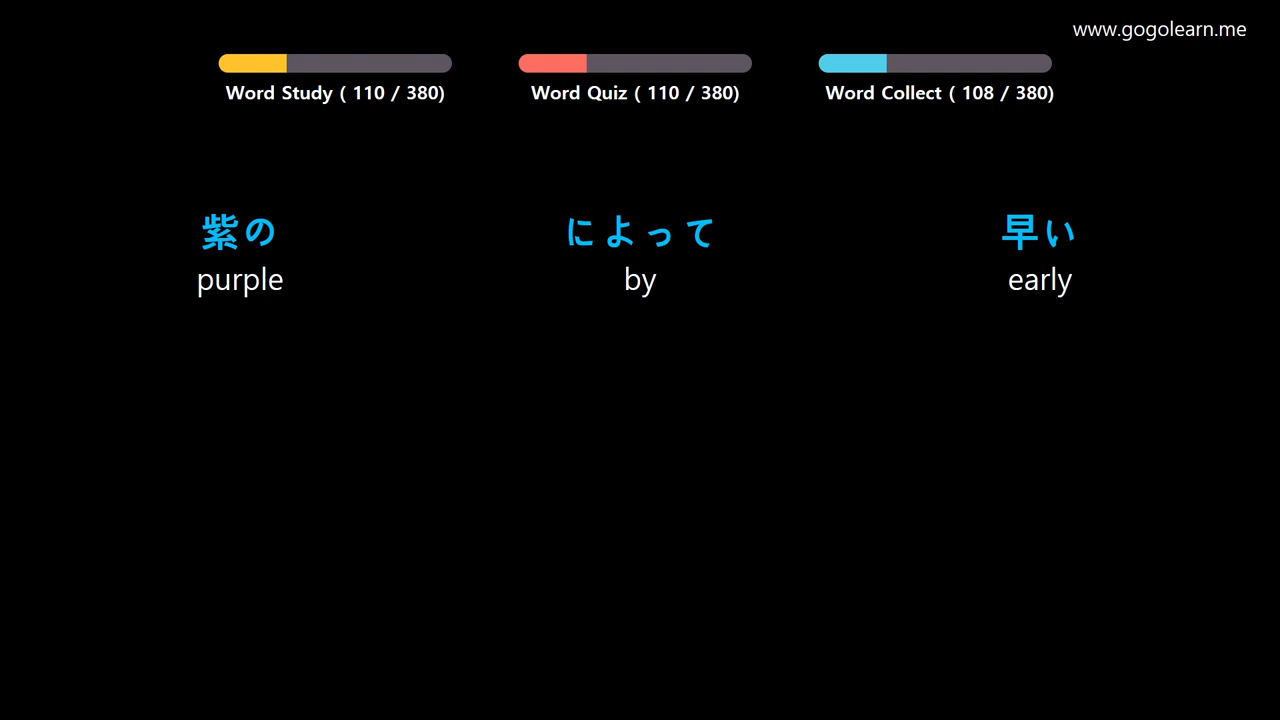 www.gogolearn.me
Word Study ( 110 / 380)
Word Quiz ( 110 / 380)
Word Collect ( 108 / 380)
紫の
purple
によって
by
早い
early